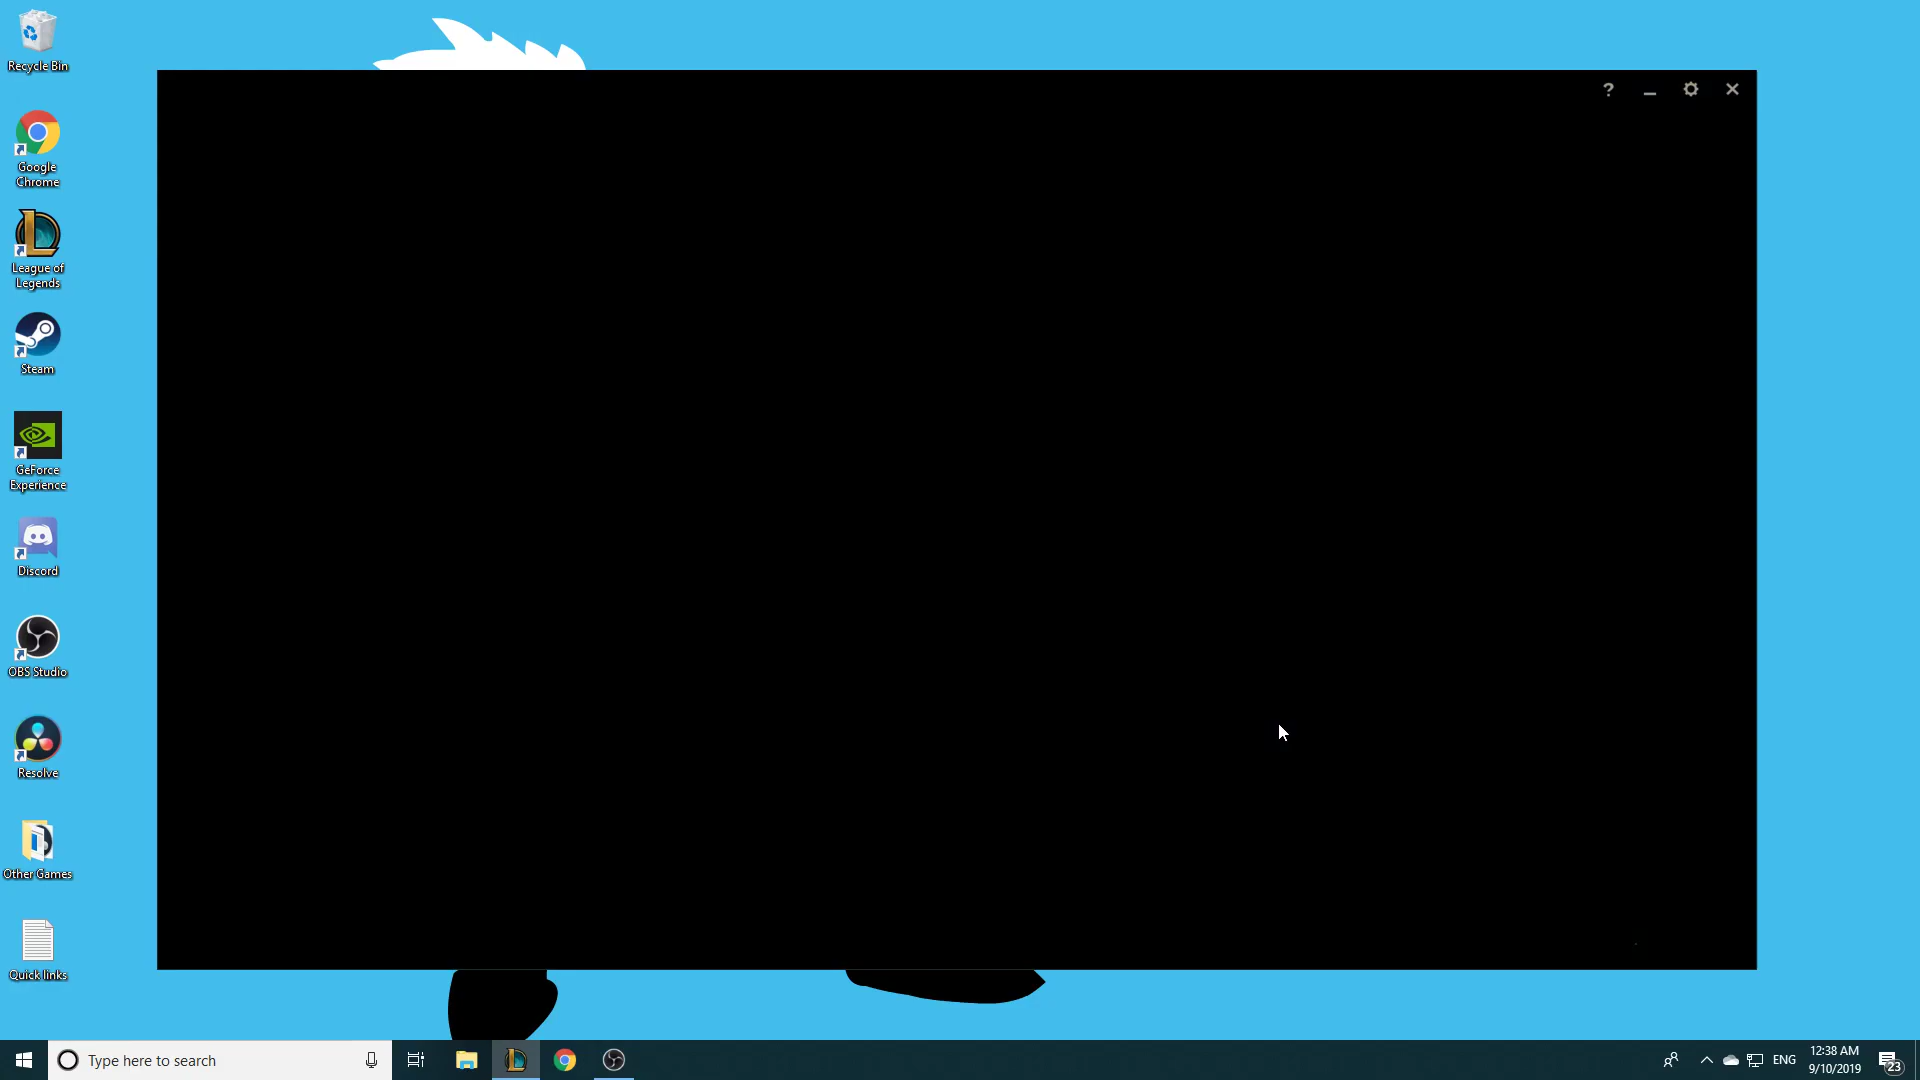 Recycle Bin
Google
Chrome
League of
Legends
Steam
GeForce
Experience
Discord
OBS Studio
Resolve
Other Games
Quick links
?
Type here to search
ENG
12:38 AM
9/10/2019
23